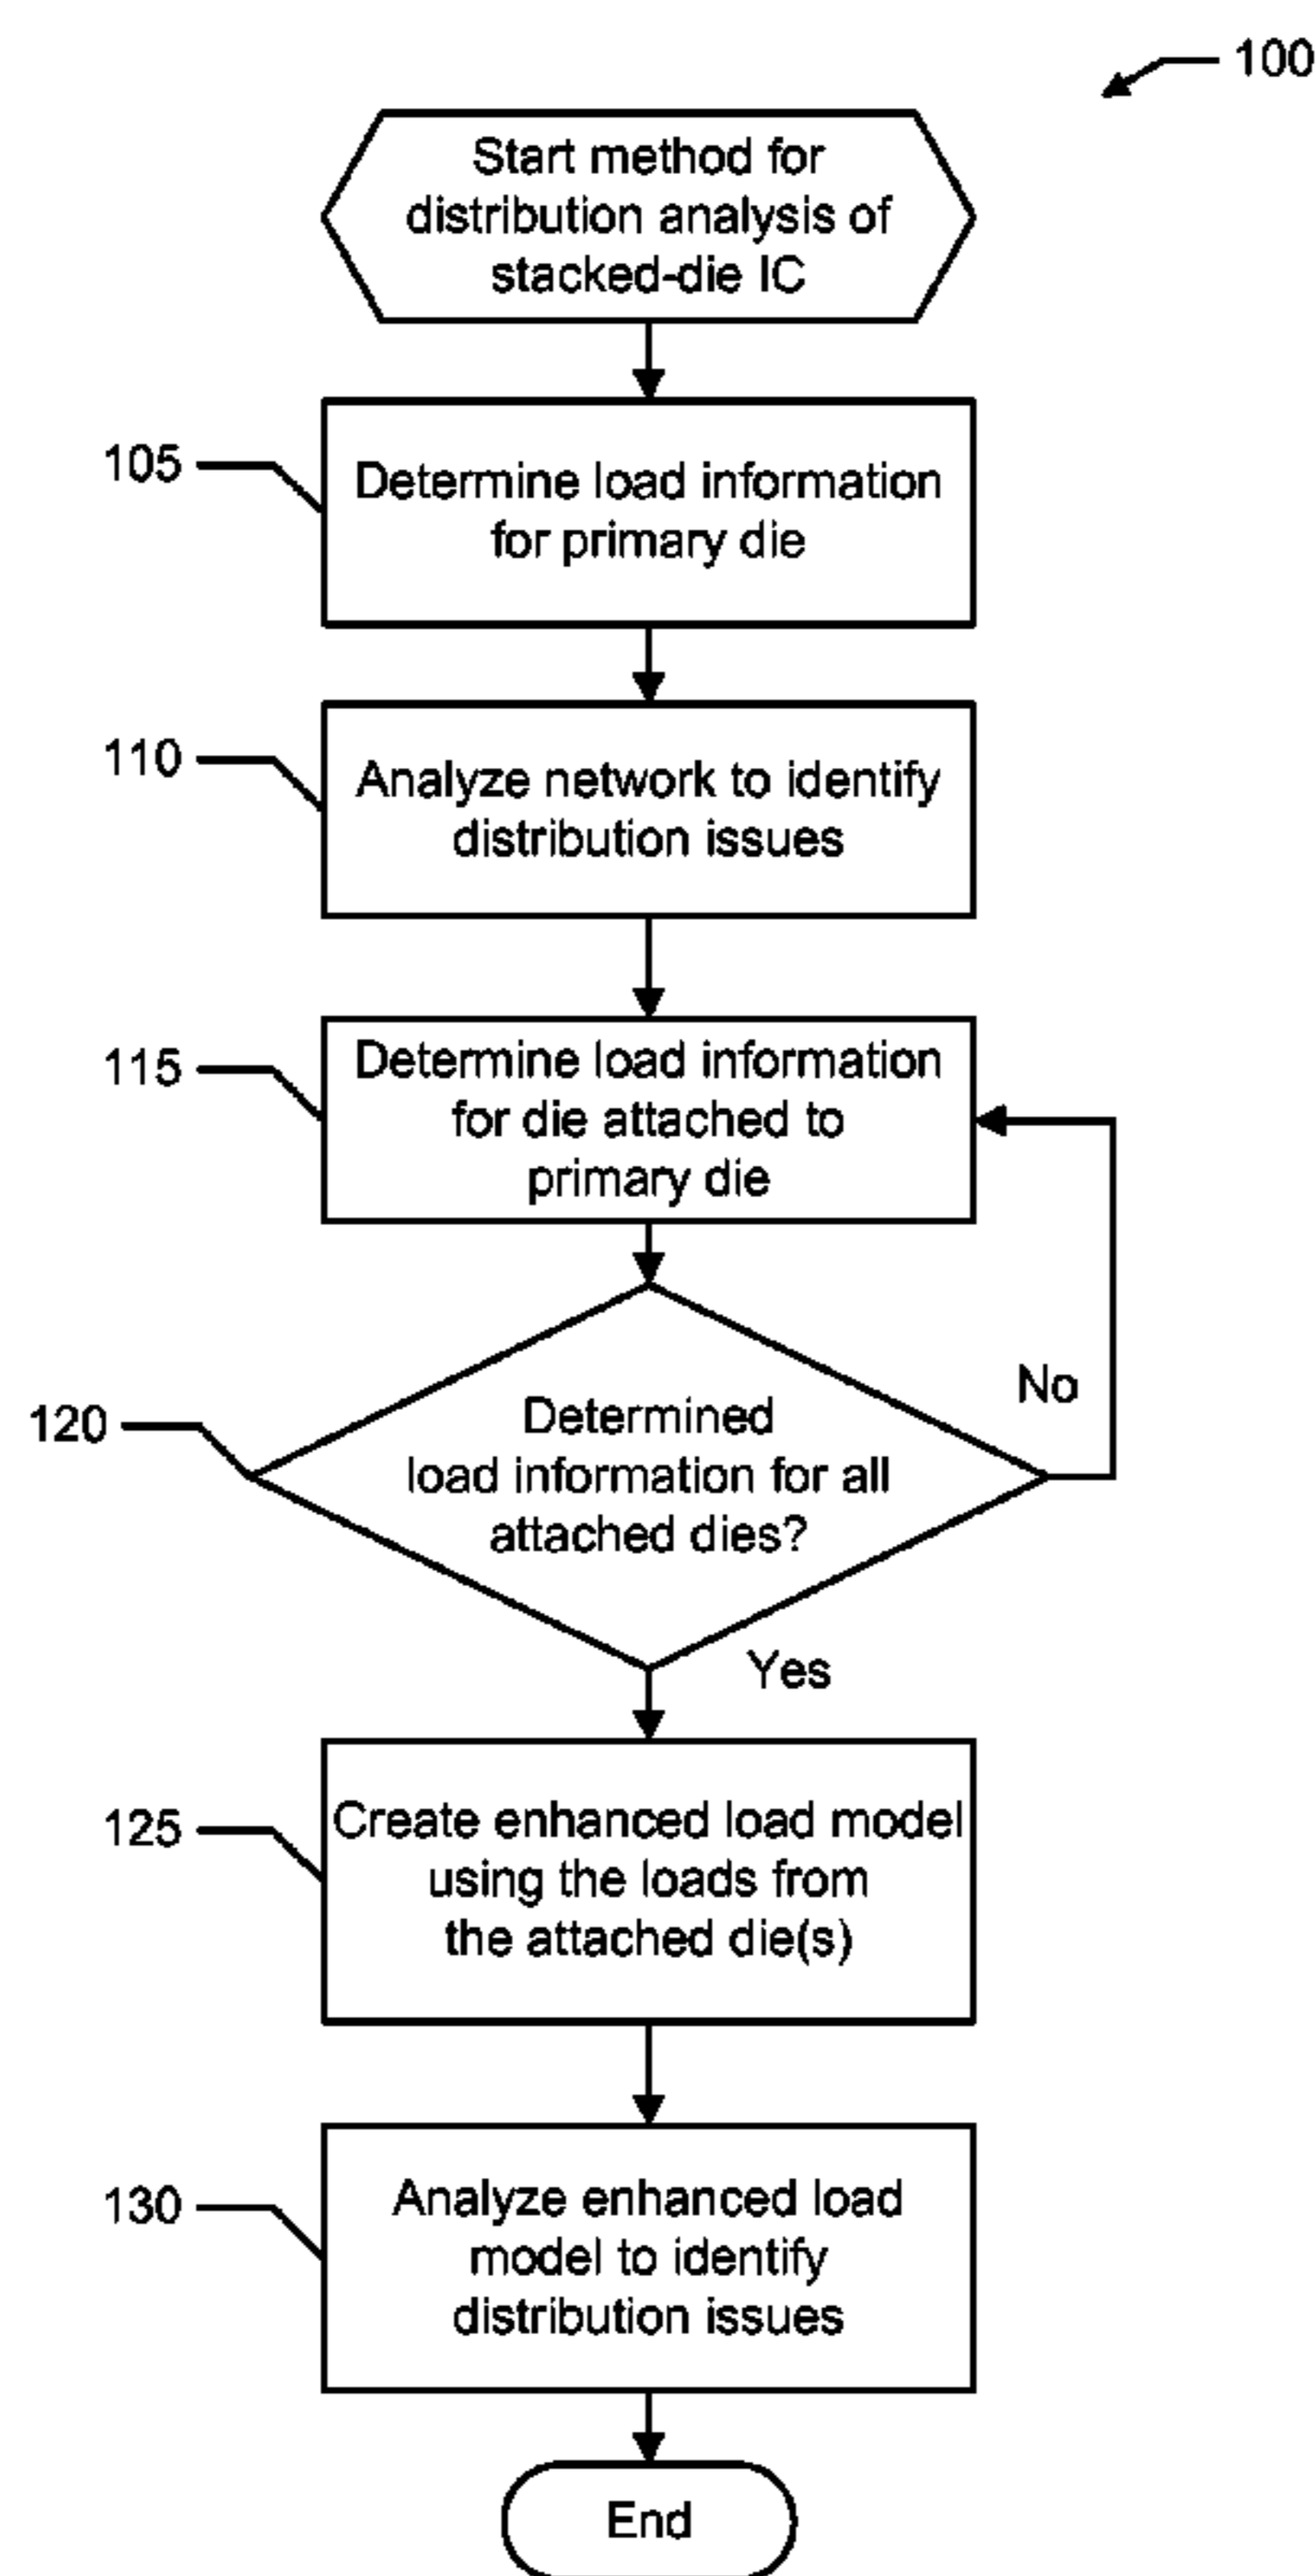 100
Start method for
distribution analysis of
stacked-die IC
105
Determine load information
for primary die
110
Analyze network to identify
distribution issues
115
Determine load information
for die attached to
primary die
No
120
Determined
load information for all
attached dies?
Yes
125
Create enhanced load model
using the loads from
the attached die(s)
130
Analyze enhanced load
model to identify
distribution issues
End